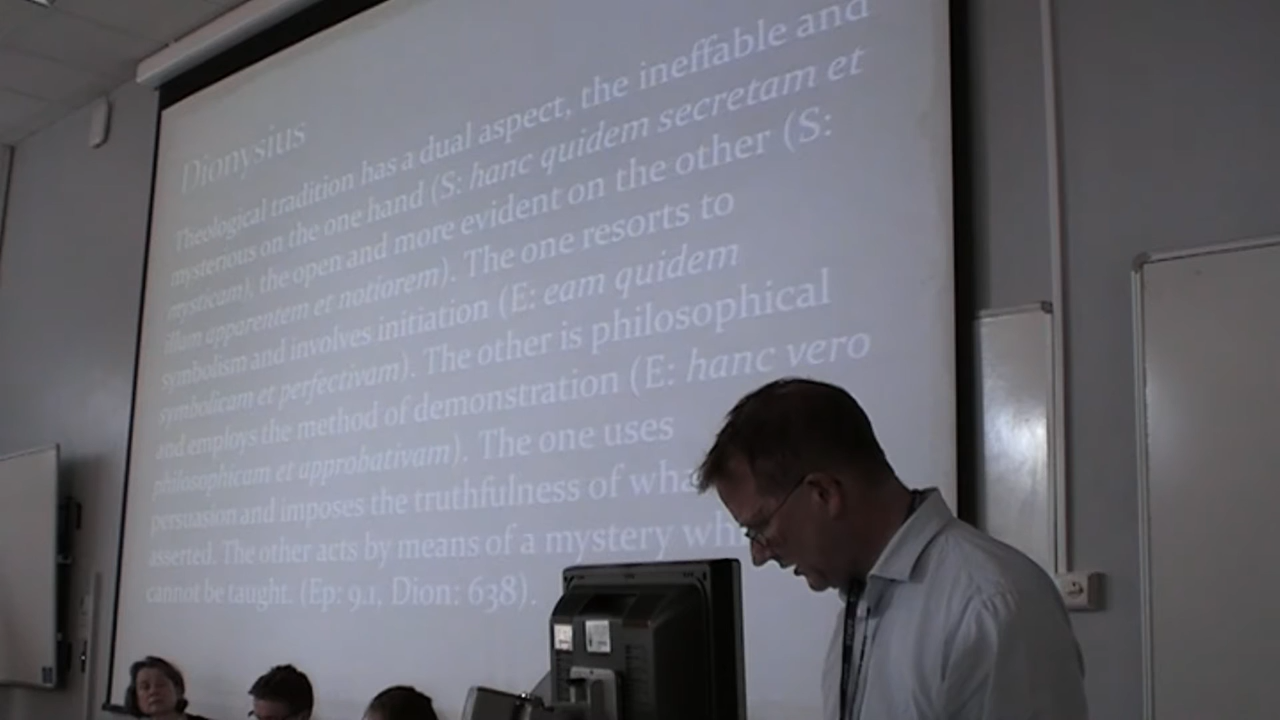 Dionysius
Theological tradition has a dual aspect, the ineffable and
mysterious on the one hand (S: hanc quidem secretam et
mysticam), the open and more evident on the other (S:
illam apparentem et notiorem). The one resorts to
symbolism and involves initiation (E: eam quidem
symbolicam et perfectivam). The other is philosophical
and employs the method of demonstration (E: hanc vero
philosophicum et approbativam). The one uses
persuasion and imposes the truthfulness of
asserted. The other acts by means of a mystery
cannot be taught. (Ep: 9.1, Dion: 638).